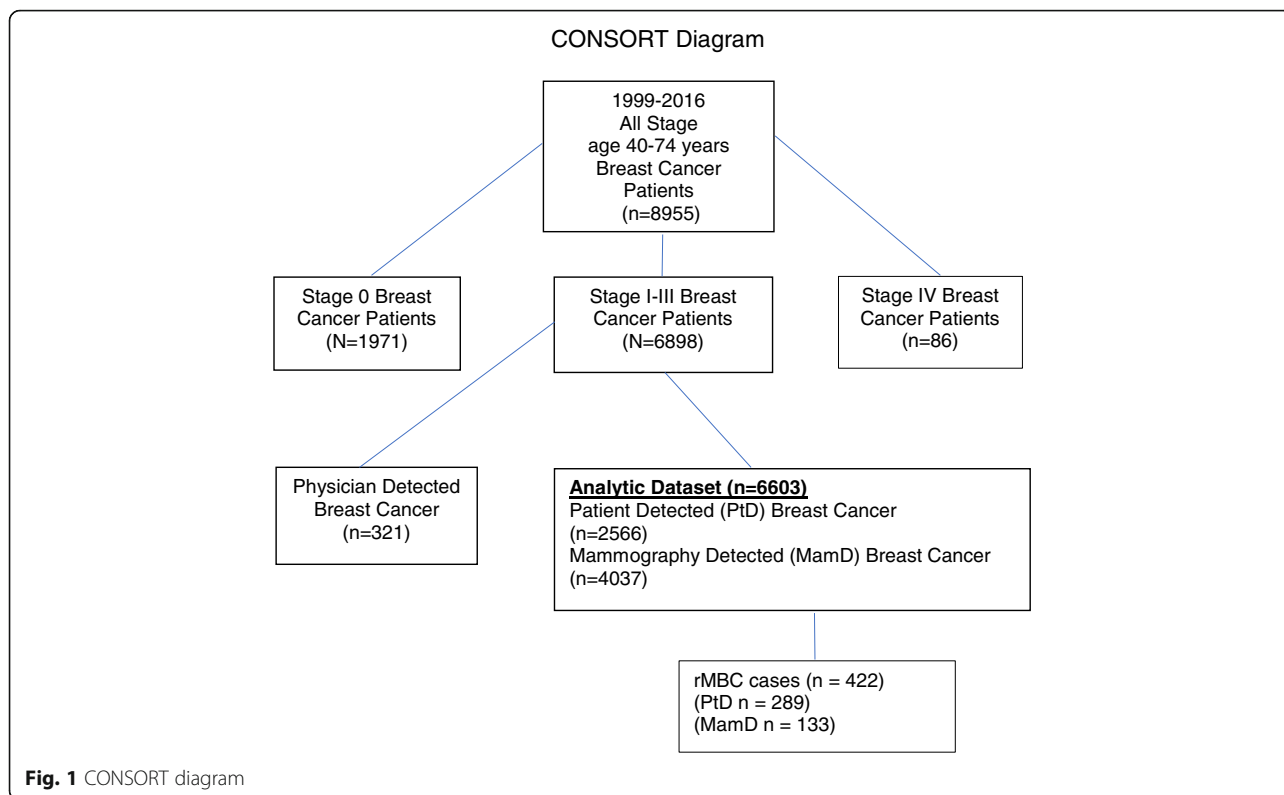 CONSORT Diagram
1999-2016
All Stage
age 40-74 years
Breast Cancer
Patients
(n=8955)
Stage 0 Breast
Cancer Patients
(N=1971)
Stage I-III Breast
Cancer Patients
(N=6898)
Stage IV Breast
Cancer Patients
(n=86)
Physician Detected
Breast Cancer
(n=321)
Analytic Dataset (n=6603)
Patient Detected (PtD) Breast Cancer
(n=2566)
Mammography Detected (MamD) Breast Cancer
(n=4037)
rMBC cases (n = 422)
(PtD n = 289)
(MamD n = 133)
Fig. 1 CONSORT diagram